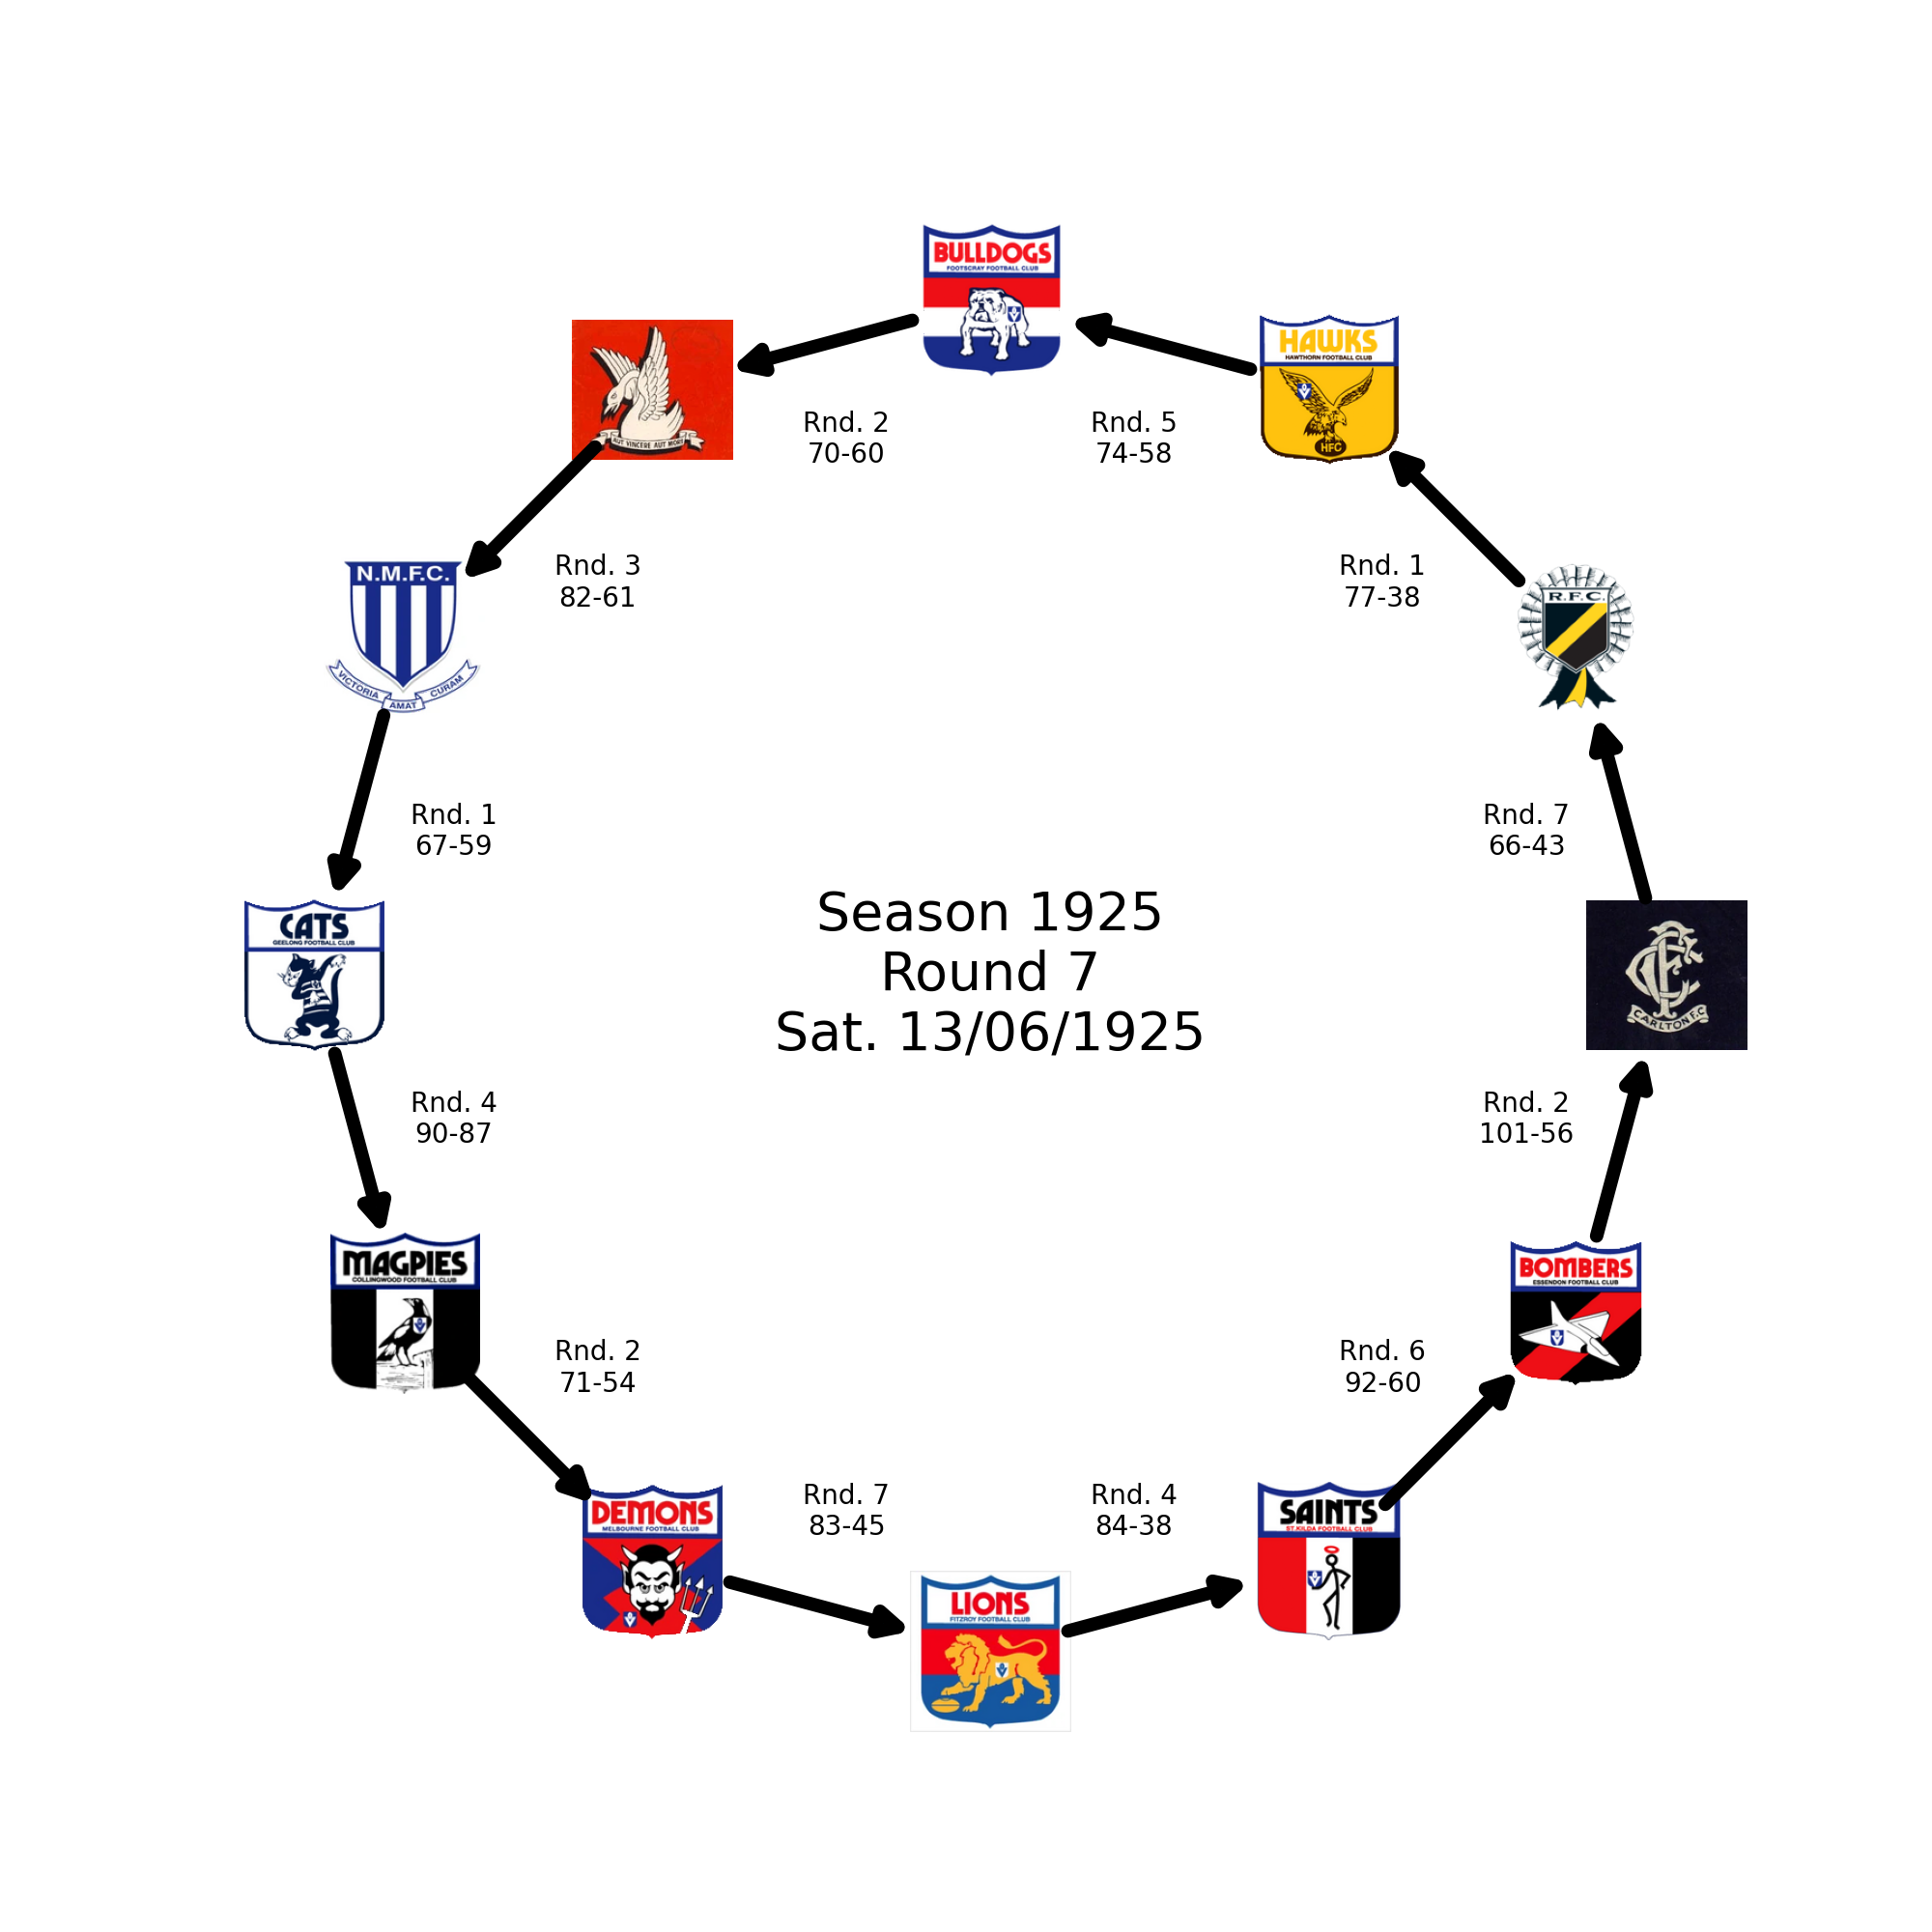 BULLDOGS
FOOTSCRAY FOOTBALL CLUB
HAWKS
HAWTHORN FOOTBALL CLUB
HFC
AUT VINCERE AUT MORI
Rnd. 2
70-60
Rnd. 5
74-58
N.M.F.C.
VICTORIA
AMAT
CURAM
Rnd. 3
82-61
Rnd. 1
77-38
R.F.C.
Rnd. 1
67-59
Rnd. 7
66-43
CATS
GEELONG FOOTBALL CLUB
Season 1925
Round 7
Sat. 13/06/1925
CFC
CARLTON F.C
Rnd. 4
90-87
Rnd. 2
101-56
MAGPIES
COLLINGWOOD FOOTBALL CLUB
BOMBERS
ESSENDON FOOTBALL CLUB
Rnd. 2
71-54
Rnd. 6
92-60
DEMONS
MELBOURNE FOOTBALL CLUB
Rnd. 7
83-45
Rnd. 4
84-38
SAINTS
ST.KILDA FOOTBALL CLUB
LIONS
FITZROY FOOTBALL CLUB